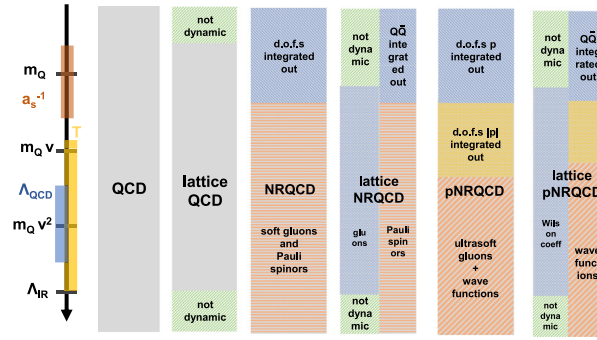 m_Q
a_s^-1
T
m_Q v
Λ_QCD
m_Q v^2
Λ_IR
QCD
not
dynamic
lattice
QCD
not
dynamic
d.o.f.s
integrated
out
NRQCD
soft gluons
and
Pauli
spinors
not
dyna
mic
QQ̄
inte
grat
ed out
lattice
NRQCD
glu
ons
Pauli
spin
ors
not
dyna
mic
d.o.f.s p
integrated
out
d.o.f.s |p|
integrated
out
pNRQCD
ultrasoft
gluons
+
wave
functions
not
dyna
mic
QQ̄
integ
rated
out
lattice
pNRQCD
Wils
on
coeff
wave
funct
ions
not
dyna
mic